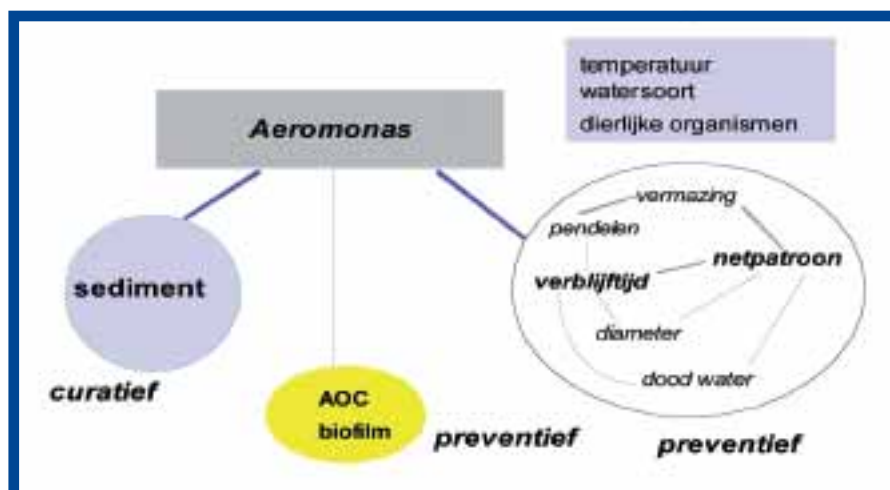 temperatuur
watersoort
dierlijke organismen
Aeromonas
vermazing
pendelen
netpatroon
verblijftijd
sediment
diameter
dood water
curatief
AOC
biofilm
preventief
preventief